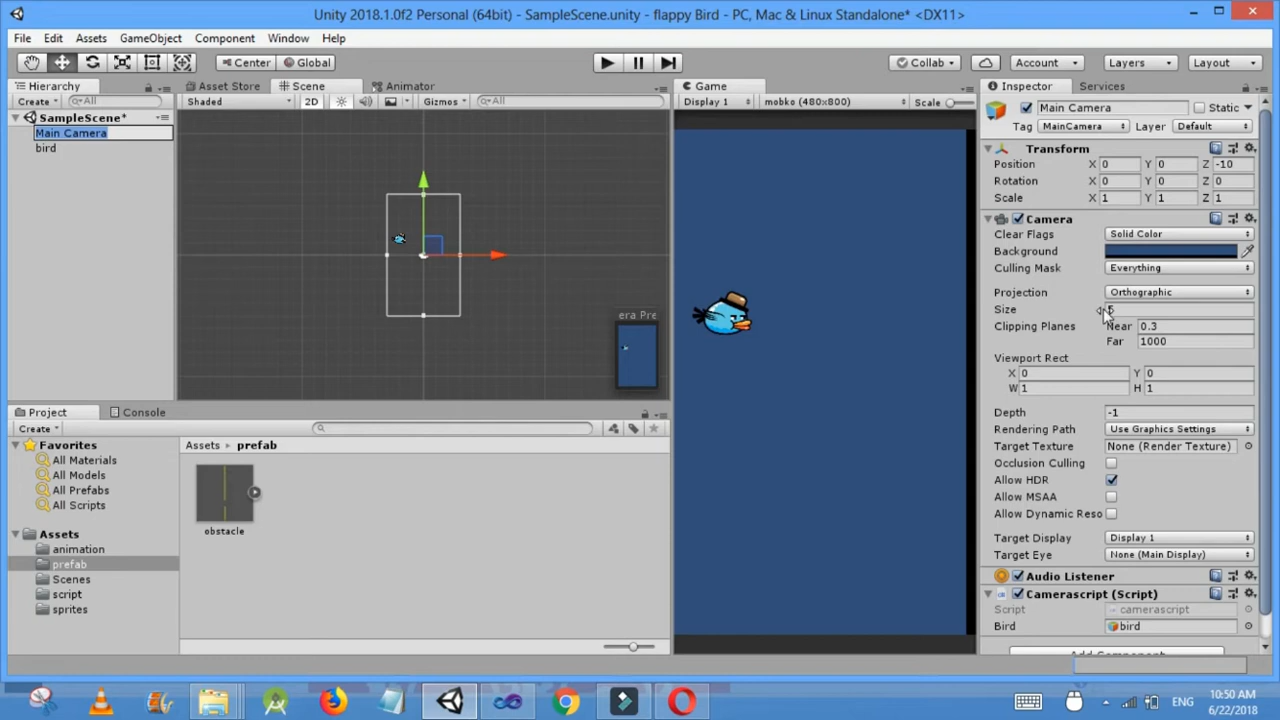 Unity 2018.1.0f2 Personal (64bit) - SampleScene.unity - flappy Bird - PC, Mac & Linux Standalone* <DX11>
File Edit Assets GameObject Component Window Help
Center Global Collab Account Layers Layout
Hierarchy Asset Store Scene Animator Game Inspector Services
Create All Shaded 2D Gizmos All Display 1 mobko (480x800) Scale
Main Camera Static
Tag MainCamera Layer Default
SampleScene*
Main Camera
bird
Transform
Position X 0 Y 0 Z -10
Rotation X 0 Y 0 Z 0
Scale X 1 Y 1 Z 1
Camera
Clear Flags Solid Color
Background
Culling Mask Everything
Projection Orthographic
Size 5
Clipping Planes Near 0.3
Far 1000
Viewport Rect
X 0 Y 0
W 1 H 1
Depth -1
Rendering Path Use Graphics Settings
Target Texture None (Render Texture)
Occlusion Culling
Allow HDR
Allow MSAA
Allow Dynamic Reso
Target Display Display 1
Target Eye None (Main Display)
Audio Listener
Camerascript (Script)
Script camerascript
Bird bird
era Pre
Project Console
Create
Favorites
All Materials
All Models
All Prefabs
All Scripts
Assets
animation
prefab
Scenes
script
sprites
Assets prefab
obstacle
ENG
10:50 AM
6/22/2018